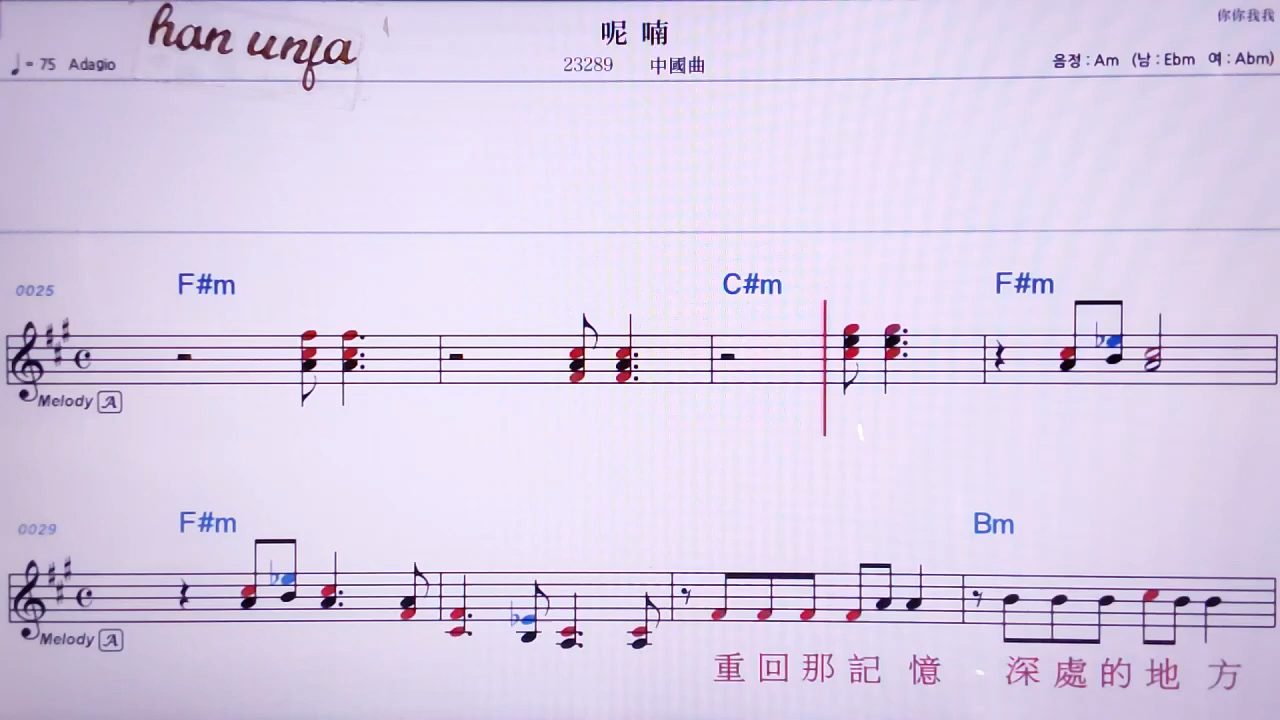 han unfa
呢喃
你你我我
♩= 75 Adagio
23289 中國曲
음정 : Am (남 : Ebm 여 : Abm)
F#m C#m F#m
0025
Melody A
F#m Bm
0029
Melody A
重回那記憶 深處的地方